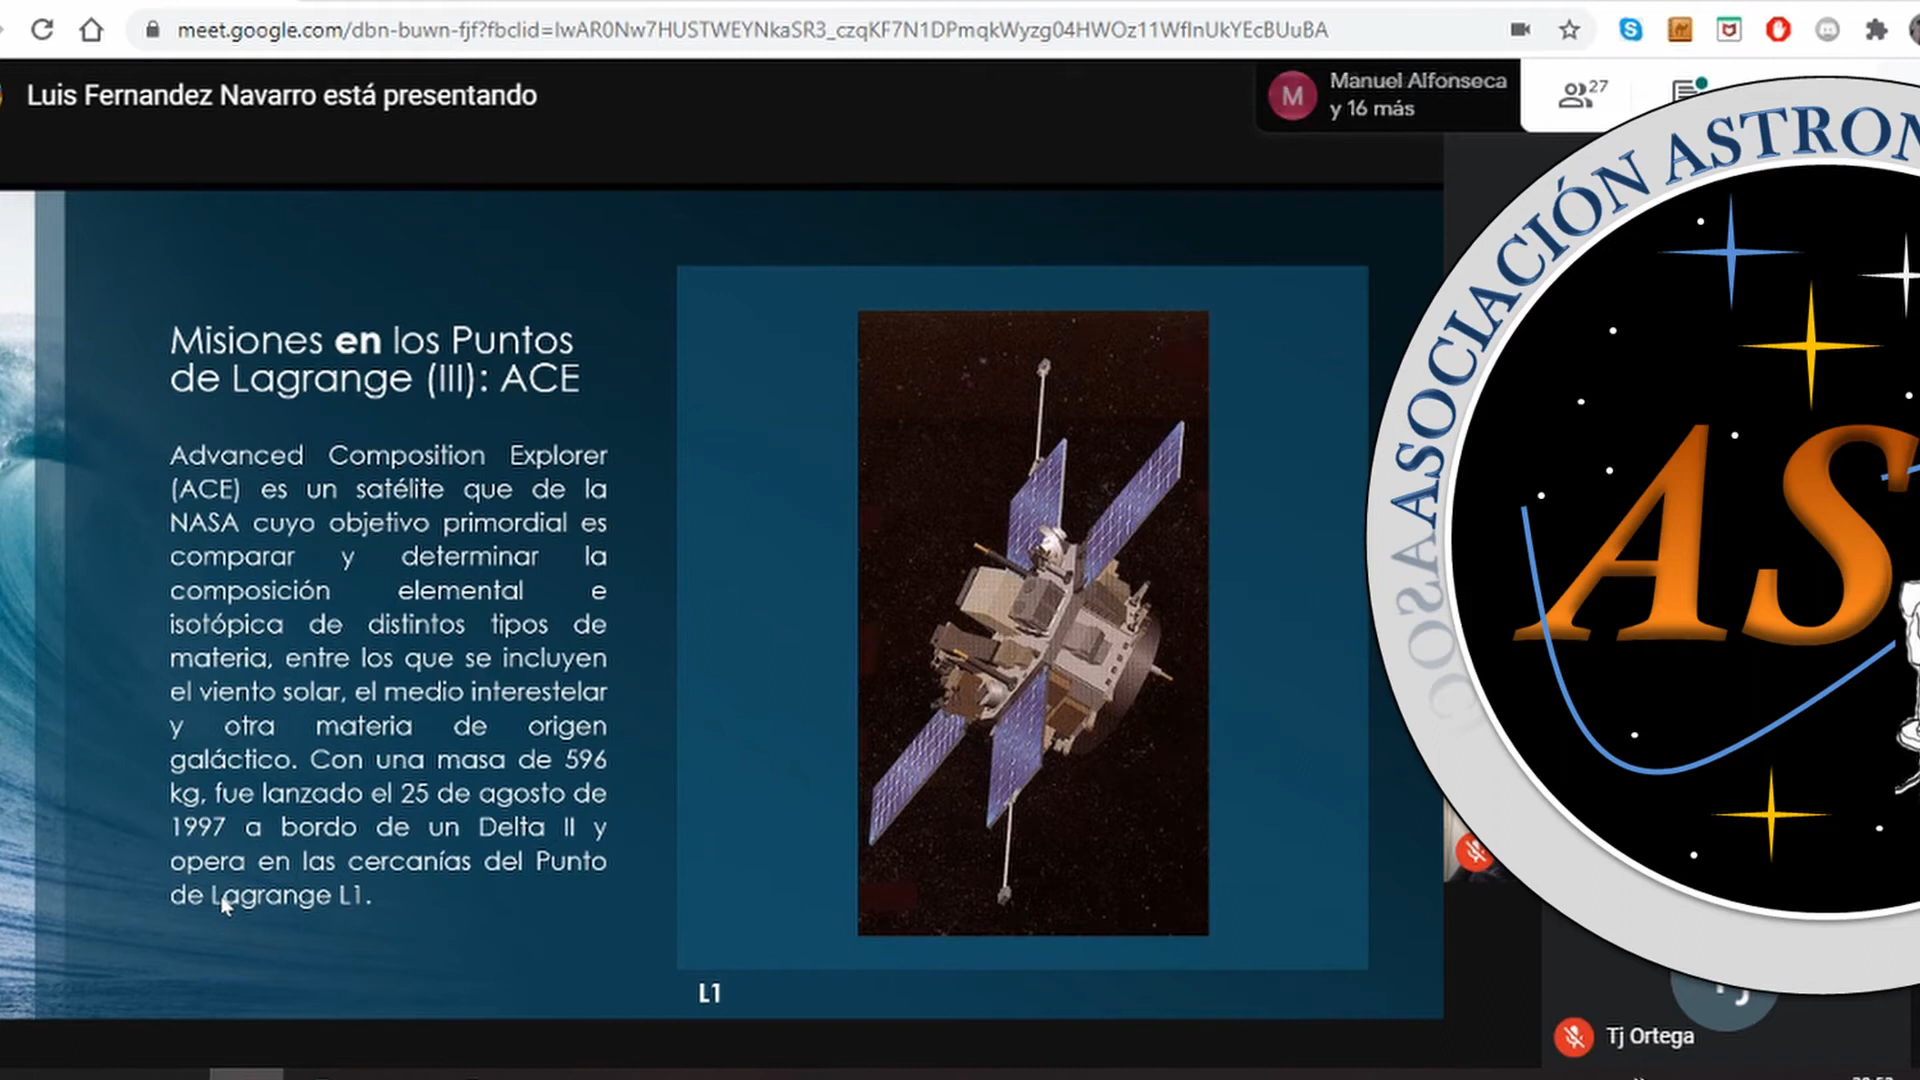 meet.google.com/dbn-buwn-fjf?fbclid=IwAR0Nw7HUSTWEYNkaSR3_czqKF7N1DPmqkWyzg04HWOz11WfInUkYEcBUuBA
Luis Fernandez Navarro está presentando
M
Manuel Alfonseca
y 16 más
27
Misiones en los Puntos
de Lagrange (III): ACE
Advanced Composition Explorer
(ACE) es un satélite que de la
NASA cuyo objetivo primordial es
comparar y determinar la
composición elemental e
isotópica de distintos tipos de
materia, entre los que se incluyen
el viento solar, el medio interestelar
y otra materia de origen
galáctico. Con una masa de 596
kg, fue lanzado el 25 de agosto de
1997 a bordo de un Delta II y
opera en las cercanías del Punto
de Lagrange L1.
L1
ASOCIACIÓN ASTRON
AS
Tj Ortega